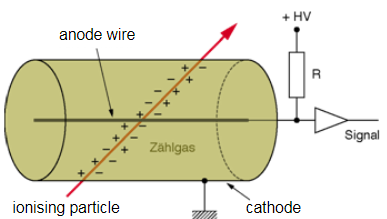 + HV
anode wire
R
Zählgas
Signal
ionising particle
cathode